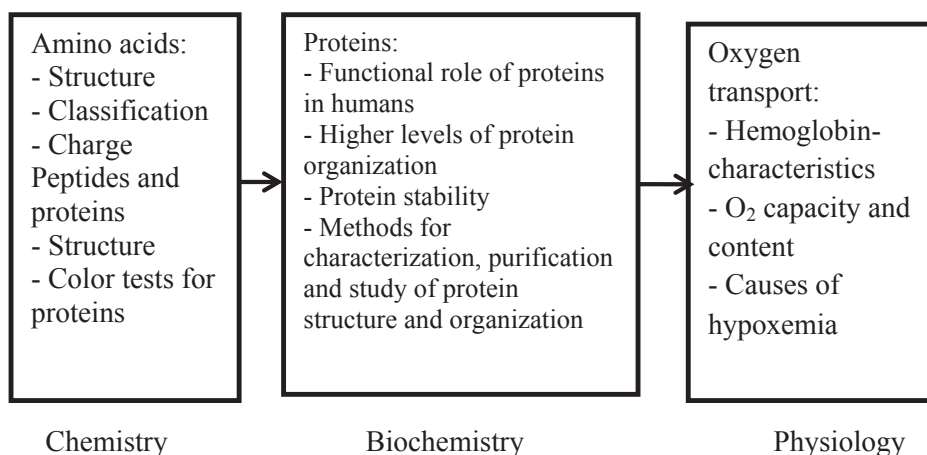 Amino acids:
- Structure
- Classification
- Charge
Peptides and
proteins
- Structure
- Color tests for
proteins
Proteins:
- Functional role of proteins
in humans
- Higher levels of protein
organization
- Protein stability
- Methods for
characterization, purification
and study of protein
structure and organization
Oxygen
transport:
- Hemoglobin-
characteristics
- O₂ capacity and
content
- Causes of
hypoxemia
Chemistry
Biochemistry
Physiology